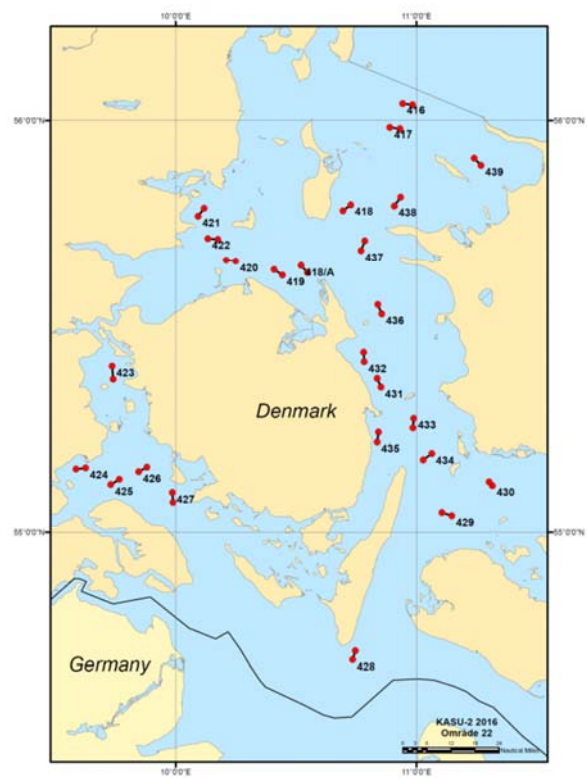 10°0'0"E
11°0'0"E
56°0'0"N
56°0'0"N
416
417
439
418
438
421
422
437
420
419
418/A
436
423
432
431
Denmark
433
435
434
424
426
425
427
430
429
55°0'0"N
55°0'0"N
Germany
428
KASU-2 2016
Område 22
Nautical Miles
10°0'0"E
11°0'0"E